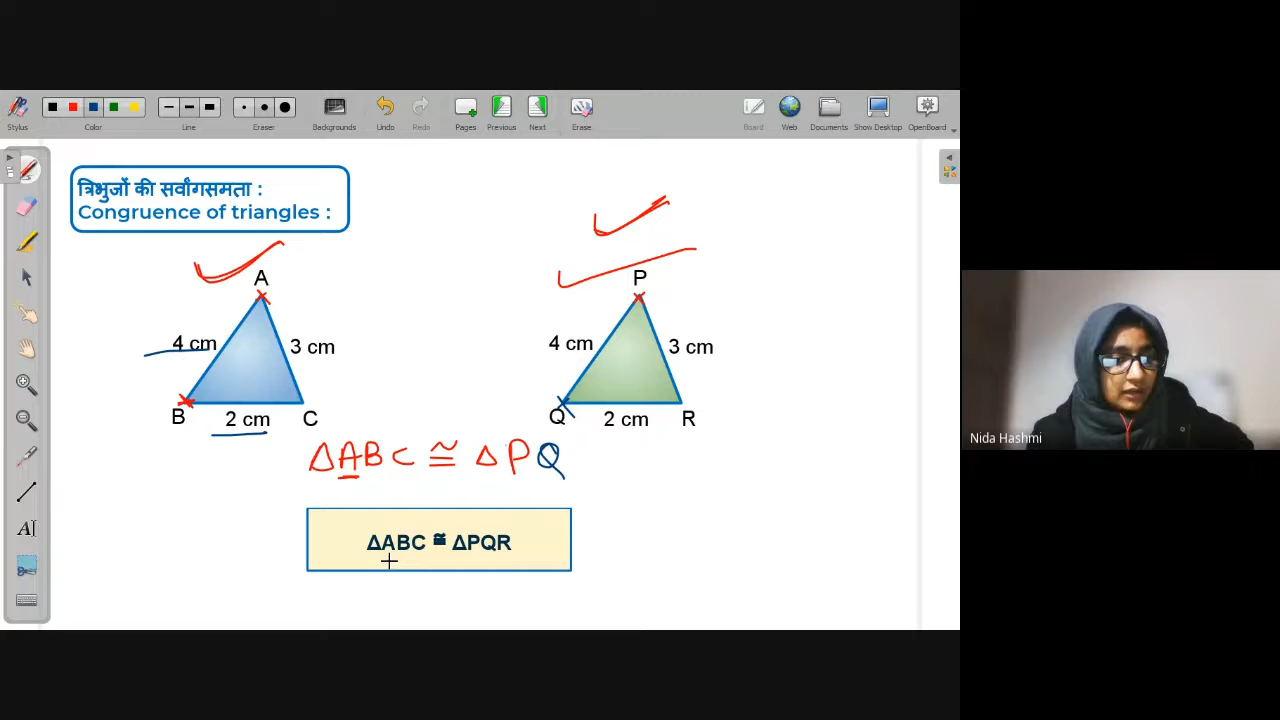 Stylus
Color
Line
Eraser
Backgrounds
Undo
Redo
Pages
Previous
Next
Erase
Board
Web
Documents
Show Desktop
OpenBoard
त्रिभुजों की सर्वांगसमता :
Congruence of triangles :
A
P
4 cm
3 cm
4 cm
3 cm
B
2 cm
C
Q
2 cm
R
ΔABC ≅ ΔPQ
ΔABC ≅ ΔPQR
Nida Hashmi